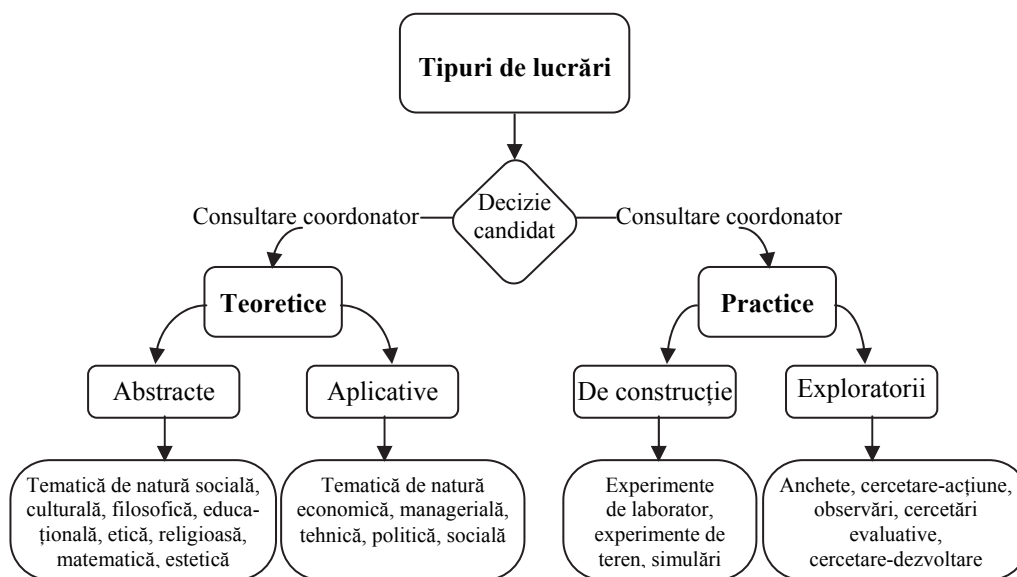 Tipuri de lucrări
Decizie
candidat
Consultare coordonator
Consultare coordonator
Teoretice
Practice
Abstracte
Aplicative
De construcție
Exploratorii
Tematică de natură socială,
culturală, filosofică, educa-
țională, etică, religioasă,
matematică, estetică
Tematică de natură
economică, managerială,
tehnică, politică, socială
Experimente
de laborator,
experimente de
teren, simulări
Anchete, cercetare-acțiune,
observări, cercetări
evaluative,
cercetare-dezvoltare